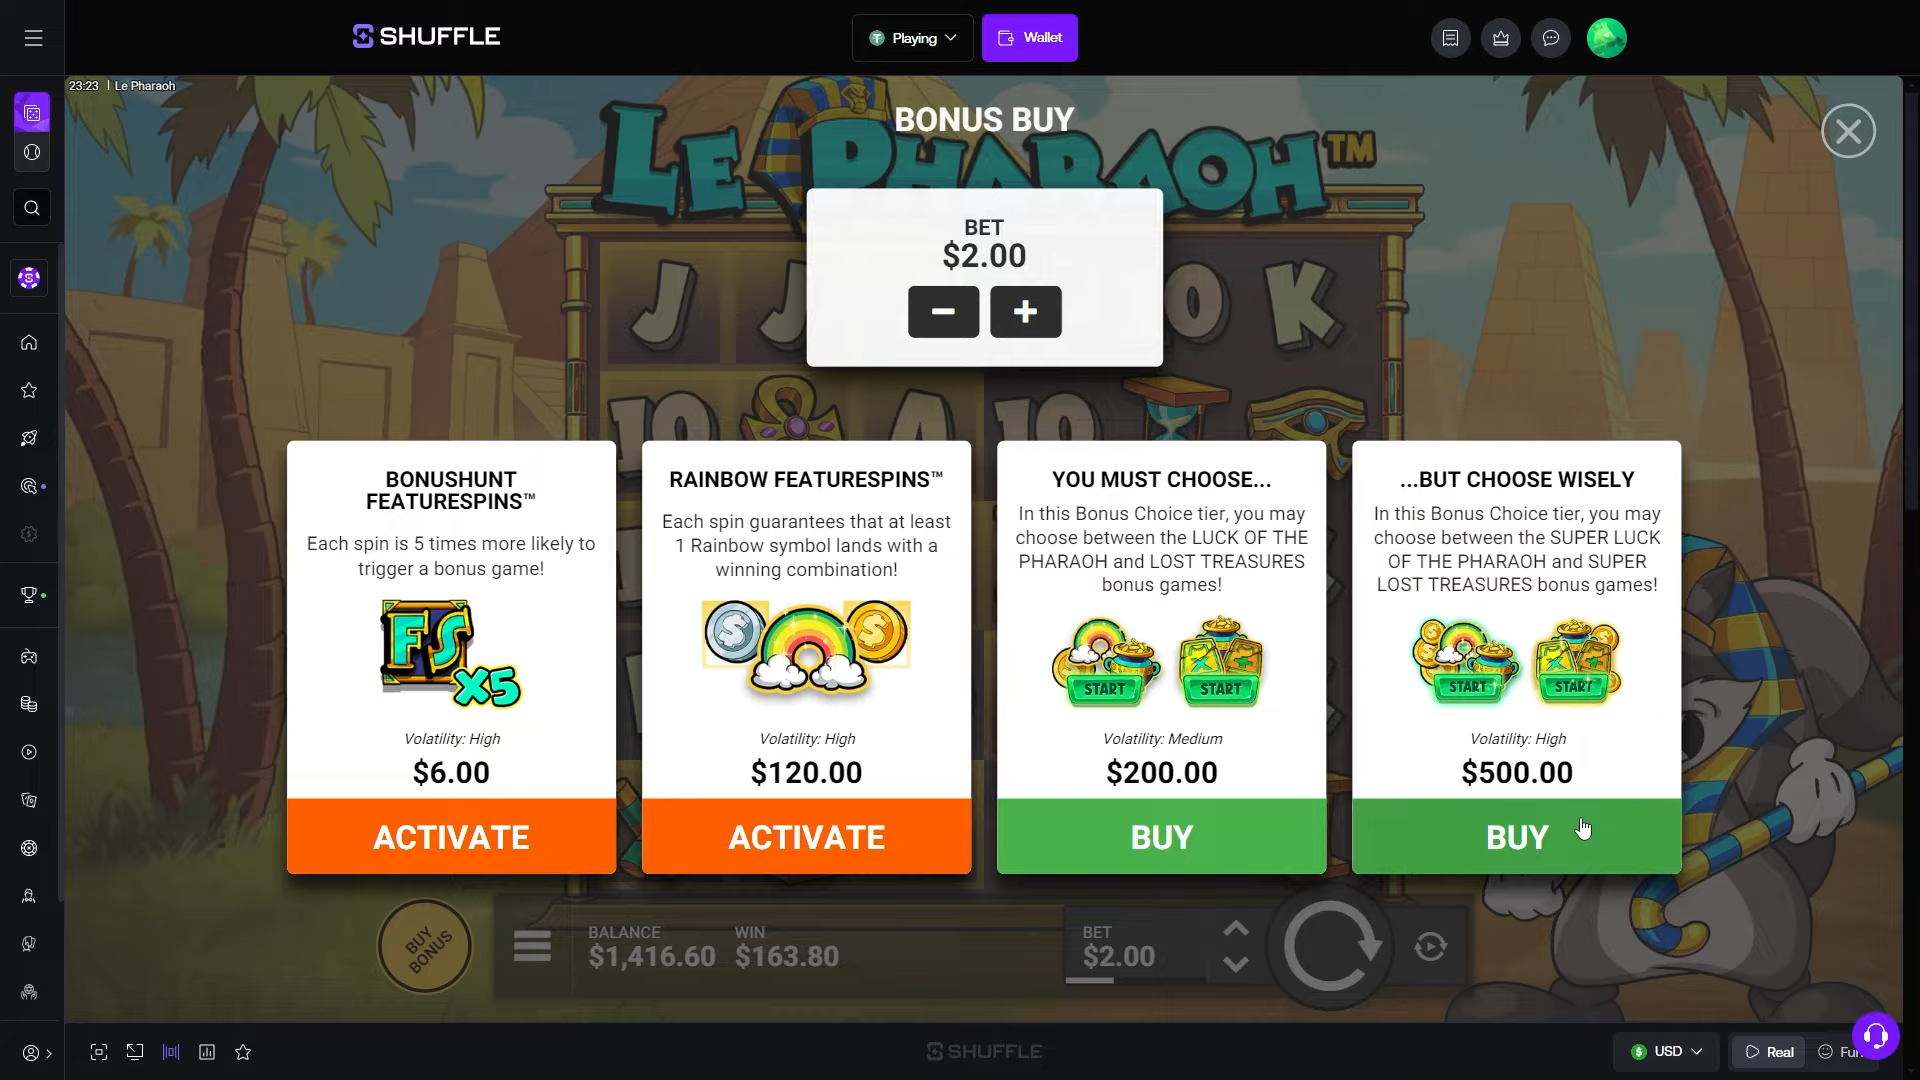 SHUFFLE
Playing
Wallet
23:23 | Le Pharaoh
LE PHARAOH™
BONUS BUY
BET
$2.00
J J O K
10 A 10
BONUSHUNT
FEATURESPINS™
Each spin is 5 times more likely to
trigger a bonus game!
FS
x5
Volatility: High
$6.00
ACTIVATE
RAINBOW FEATURESPINS™
Each spin guarantees that at least
1 Rainbow symbol lands with a
winning combination!
$ $
Volatility: High
$120.00
ACTIVATE
YOU MUST CHOOSE...
In this Bonus Choice tier, you may
choose between the LUCK OF THE
PHARAOH and LOST TREASURES
bonus games!
START START
Volatility: Medium
$200.00
BUY
...BUT CHOOSE WISELY
In this Bonus Choice tier, you may
choose between the SUPER LUCK
OF THE PHARAOH and SUPER
LOST TREASURES bonus games!
START START
Volatility: High
$500.00
BUY
BUY
BONUS
BALANCE
$1,416.60
WIN
$163.80
BET
$2.00
SHUFFLE
USD
Real